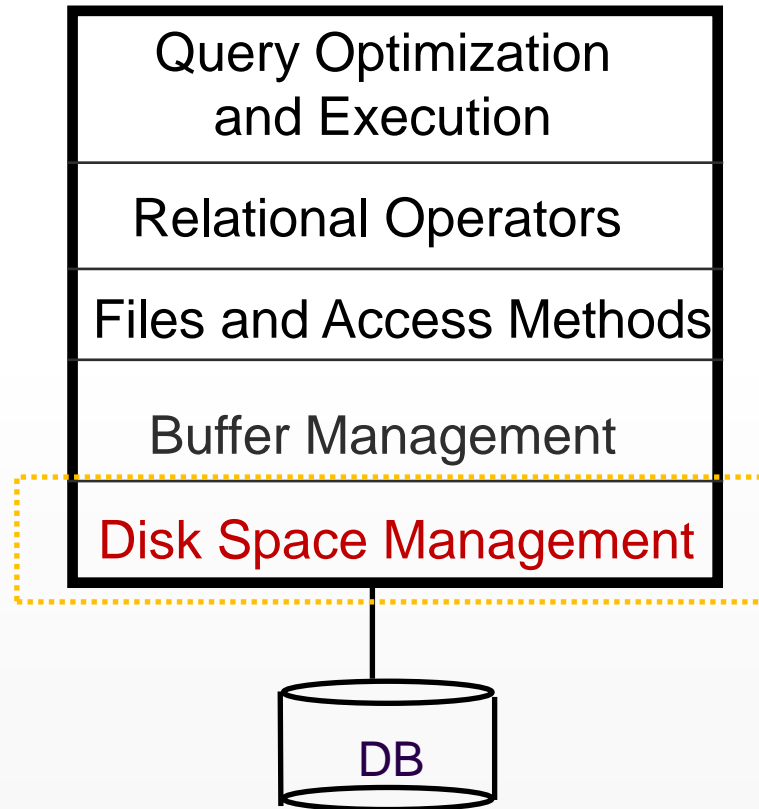 Query Optimization
and Execution
Relational Operators
Files and Access Methods
Buffer Management
Disk Space Management
DB